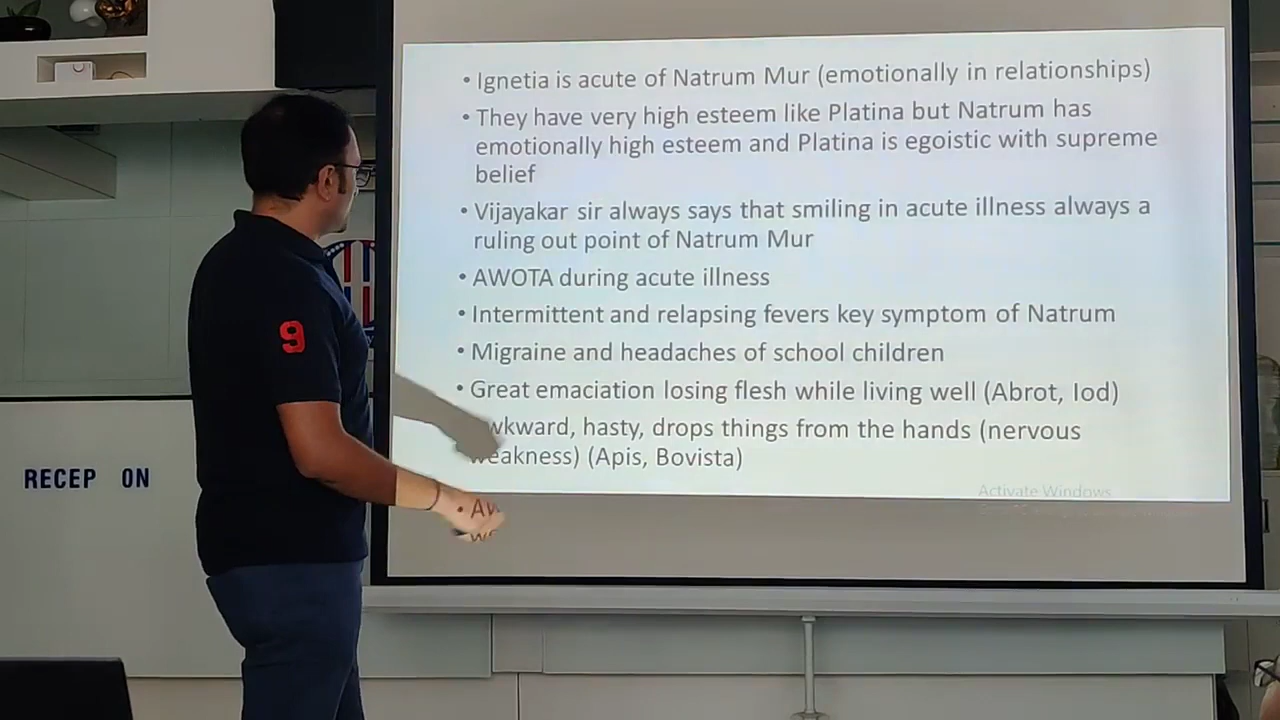 • Ignetia is acute of Natrum Mur (emotionally in relationships)
• They have very high esteem like Platina but Natrum has
emotionally high esteem and Platina is egoistic with supreme
belief
• Vijayakar sir always says that smiling in acute illness always a
ruling out point of Natrum Mur
• AWOTA during acute illness
• Intermittent and relapsing fevers key symptom of Natrum
• Migraine and headaches of school children
• Great emaciation losing flesh while living well (Abrot, Iod)
wkward, hasty, drops things from the hands (nervous
weakness) (Apis, Bovista)
Activate Windows
9
RECEP ON
• Aw